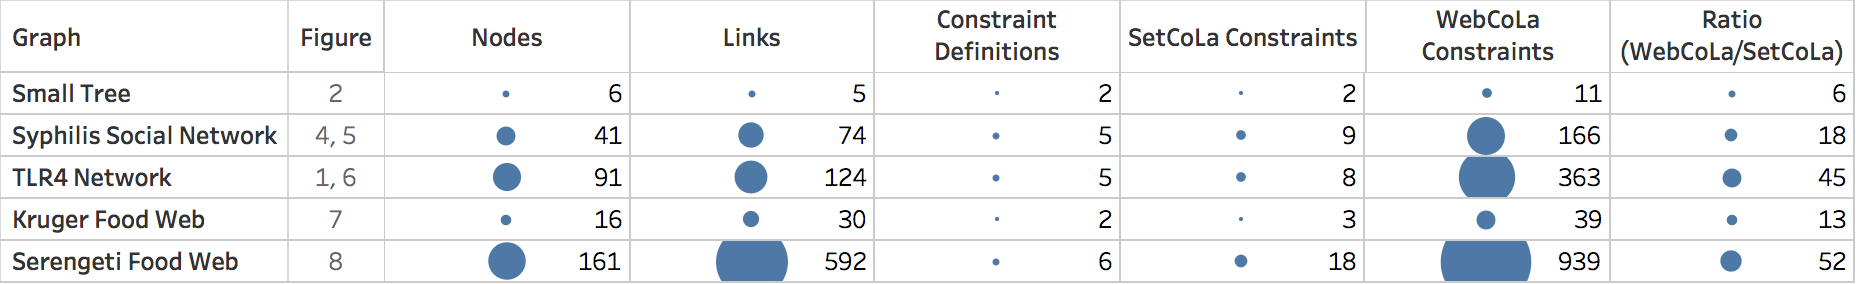 Graph Figure Nodes Links Constraint Definitions SetCoLa Constraints WebCoLa Constraints Ratio (WebCoLa/SetCoLa)
Small Tree 2 6 5 2 2 11 6
Syphilis Social Network 4, 5 41 74 5 9 166 18
TLR4 Network 1, 6 91 124 5 8 363 45
Kruger Food Web 7 16 30 2 3 39 13
Serengeti Food Web 8 161 592 6 18 939 52